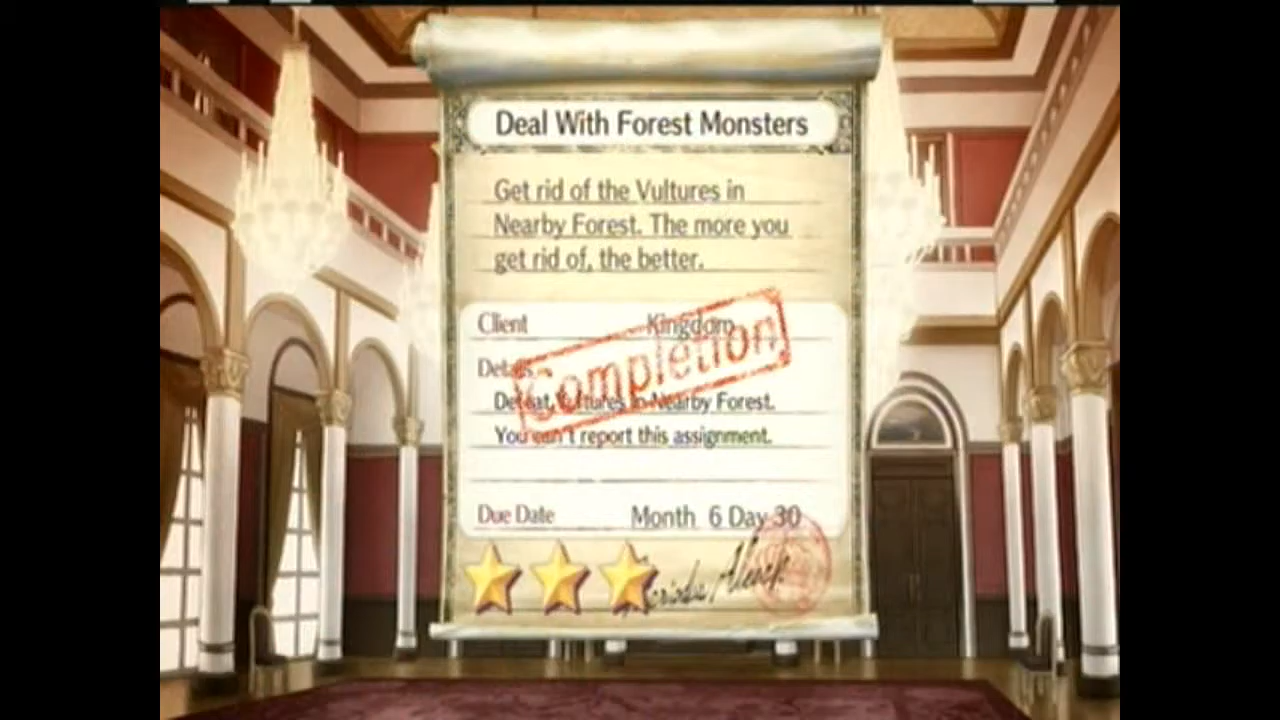 Deal With Forest Monsters
Get rid of the Vultures in
Nearby Forest. The more you
get rid of, the better.
Client Kingdom
Details
Completion
Defeat Vultures in Nearby Forest.
You can't report this assignment.
Due Date Month 6 Day 30